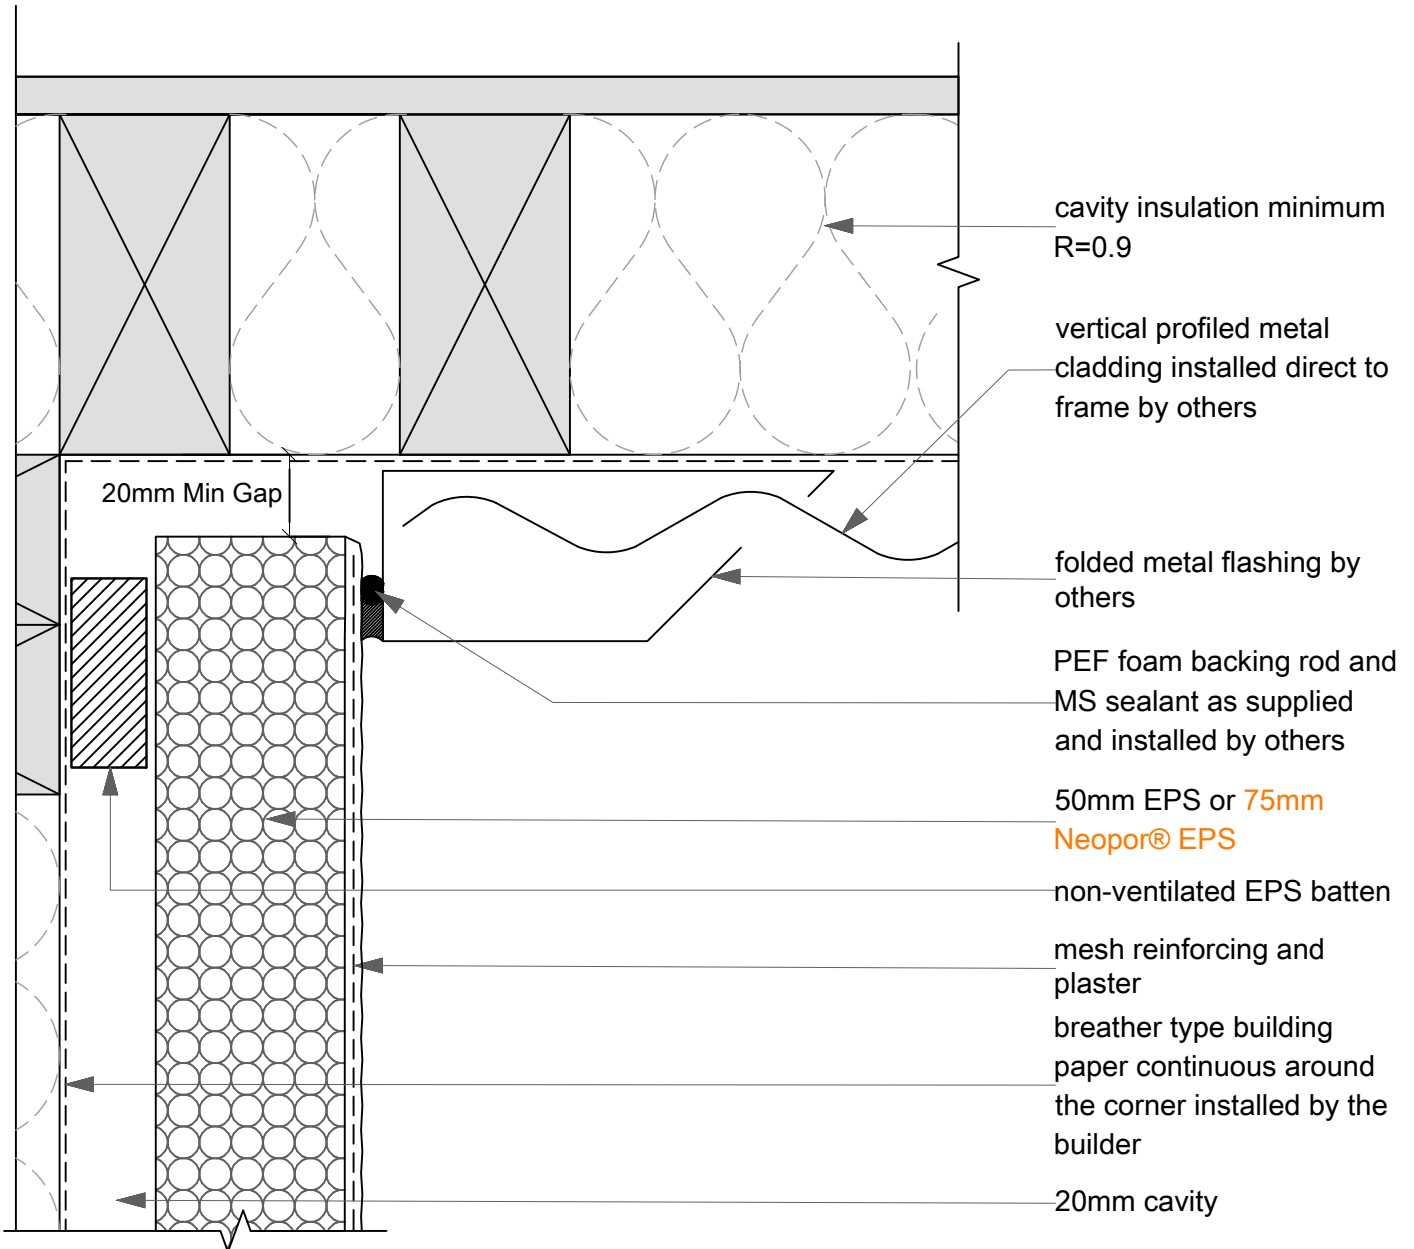 cavity insulation minimum
R=0.9
vertical profiled metal
cladding installed direct to
frame by others
20mm Min Gap
folded metal flashing by
others
PEF foam backing rod and
MS sealant as supplied
and installed by others
50mm EPS or 75mm
Neopor® EPS
non-ventilated EPS batten
mesh reinforcing and
plaster
breather type building
paper continuous around
the corner installed by the
builder
20mm cavity